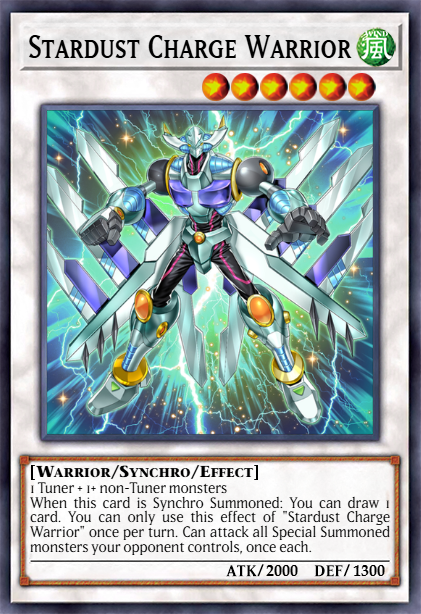 STARDUST CHARGE WARRIOR
WIND
風
[WARRIOR/SYNCHRO/EFFECT]
1 Tuner + 1+ non-Tuner monsters
When this card is Synchro Summoned: You can draw 1
card. You can only use this effect of "Stardust Charge
Warrior" once per turn. Can attack all Special Summoned
monsters your opponent controls, once each.
ATK/2000 DEF/1300